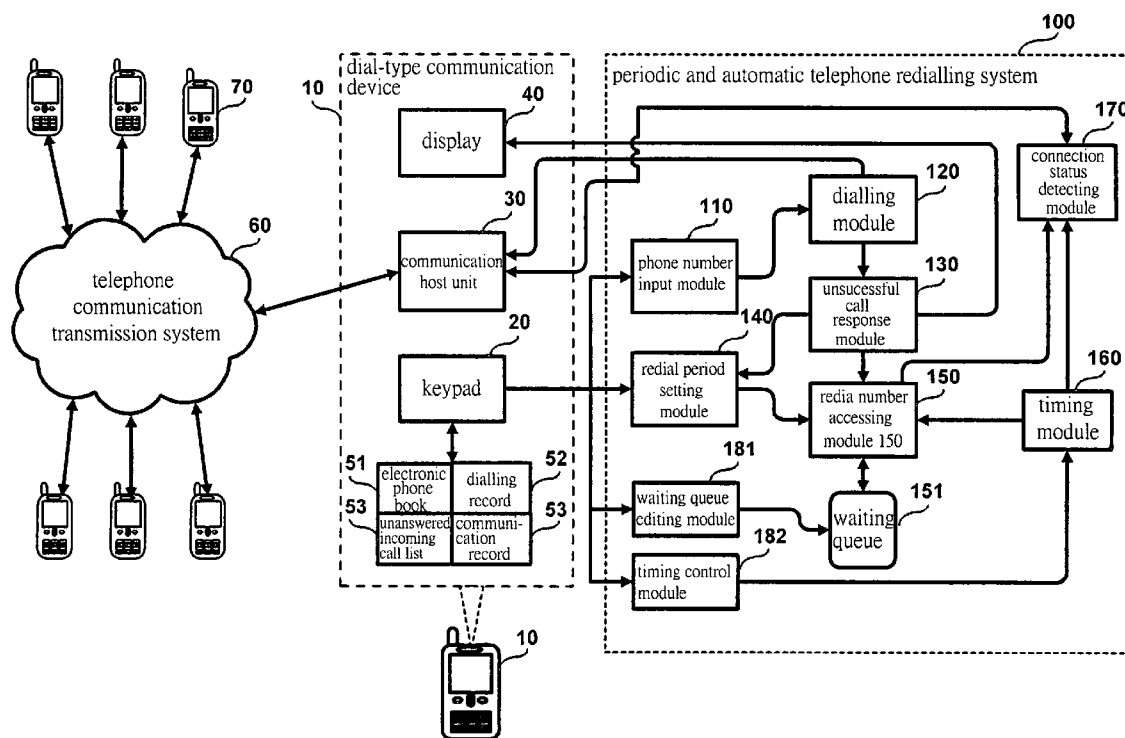 100
dial-type communication
device
periodic and automatic telephone redialling system
10
70
40
display
170
connection
status
detecting
module
120
dialling
module
30
110
60
telephone
communication
transmission system
communication
host unit
phone number
input module
130
unsucessful
call
response
module
140
20
keypad
redial period
setting
module
150
redia number
accessing
module 150
160
timing
module
51
electronic
phone
book
dialling
record
52
181
waiting queue
editing module
151
waiting
queue
53
unanswered
incoming
call list
communi-
cation
record
53
182
timing control
module
10